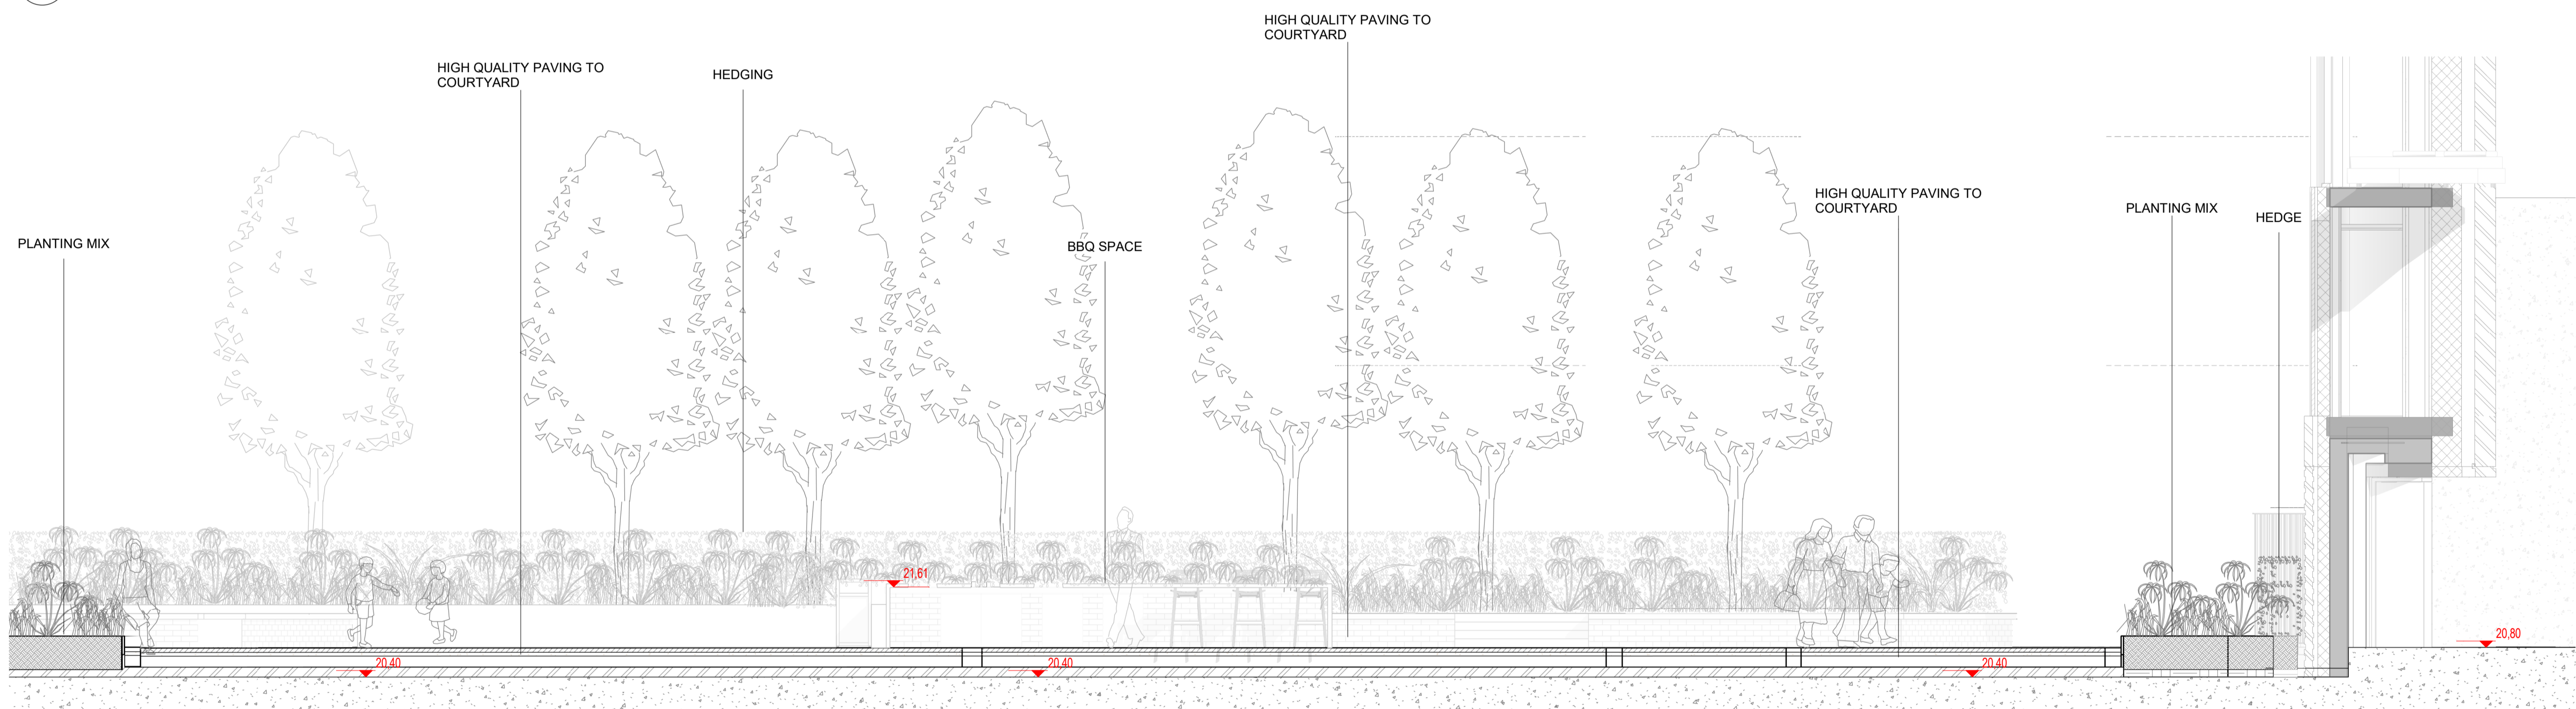 HIGH QUALITY PAVING TO
COURTYARD
HIGH QUALITY PAVING TO
COURTYARD
HEDGING
HIGH QUALITY PAVING TO
COURTYARD
PLANTING MIX
HEDGE
PLANTING MIX
BBQ SPACE
21,61
20,80
20,40
20,40
20,40